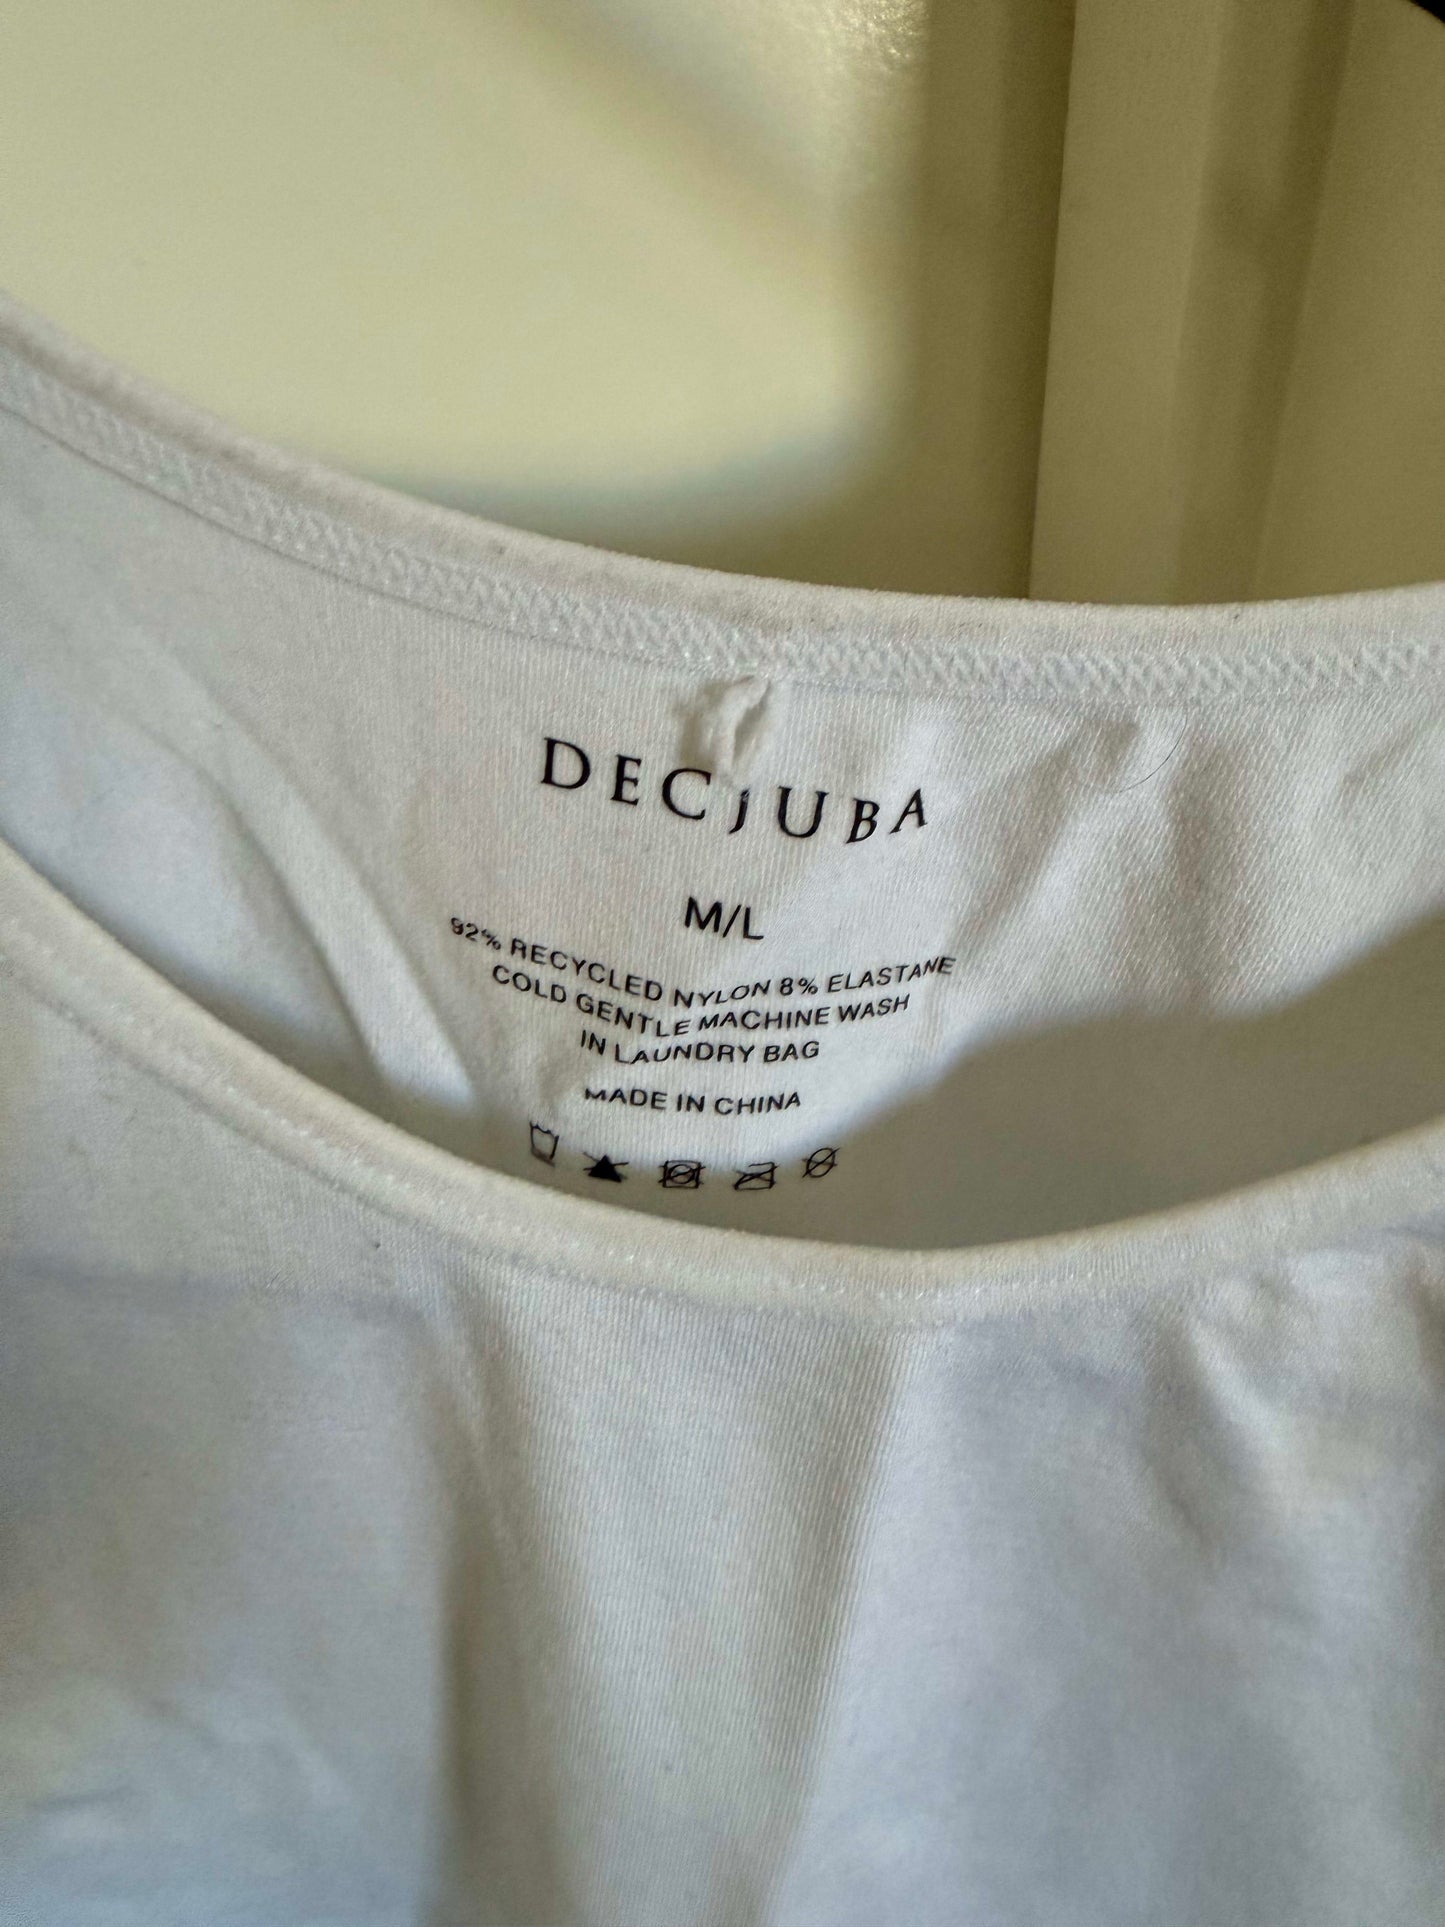 DECJUBA
M/L
92% RECYCLED NYLON 8% ELASTANE
COLD GENTLE MACHINE WASH
IN LAUNDRY BAG
MADE IN CHINA